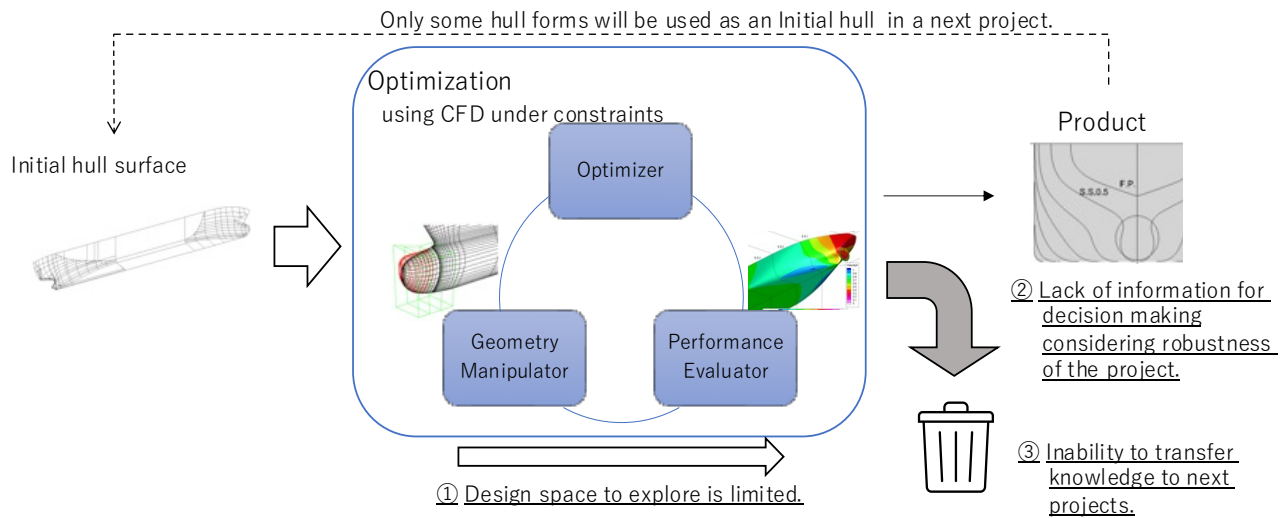 Only some hull forms will be used as an Initial hull in a next project.
Optimization
using CFD under constraints
Initial hull surface
Optimizer
Geometry
Manipulator
Performance
Evaluator
Product
F.P.
S.S.0.5
① Design space to explore is limited.
② Lack of information for
decision making
considering robustness
of the project.
③ Inability to transfer
knowledge to next
projects.